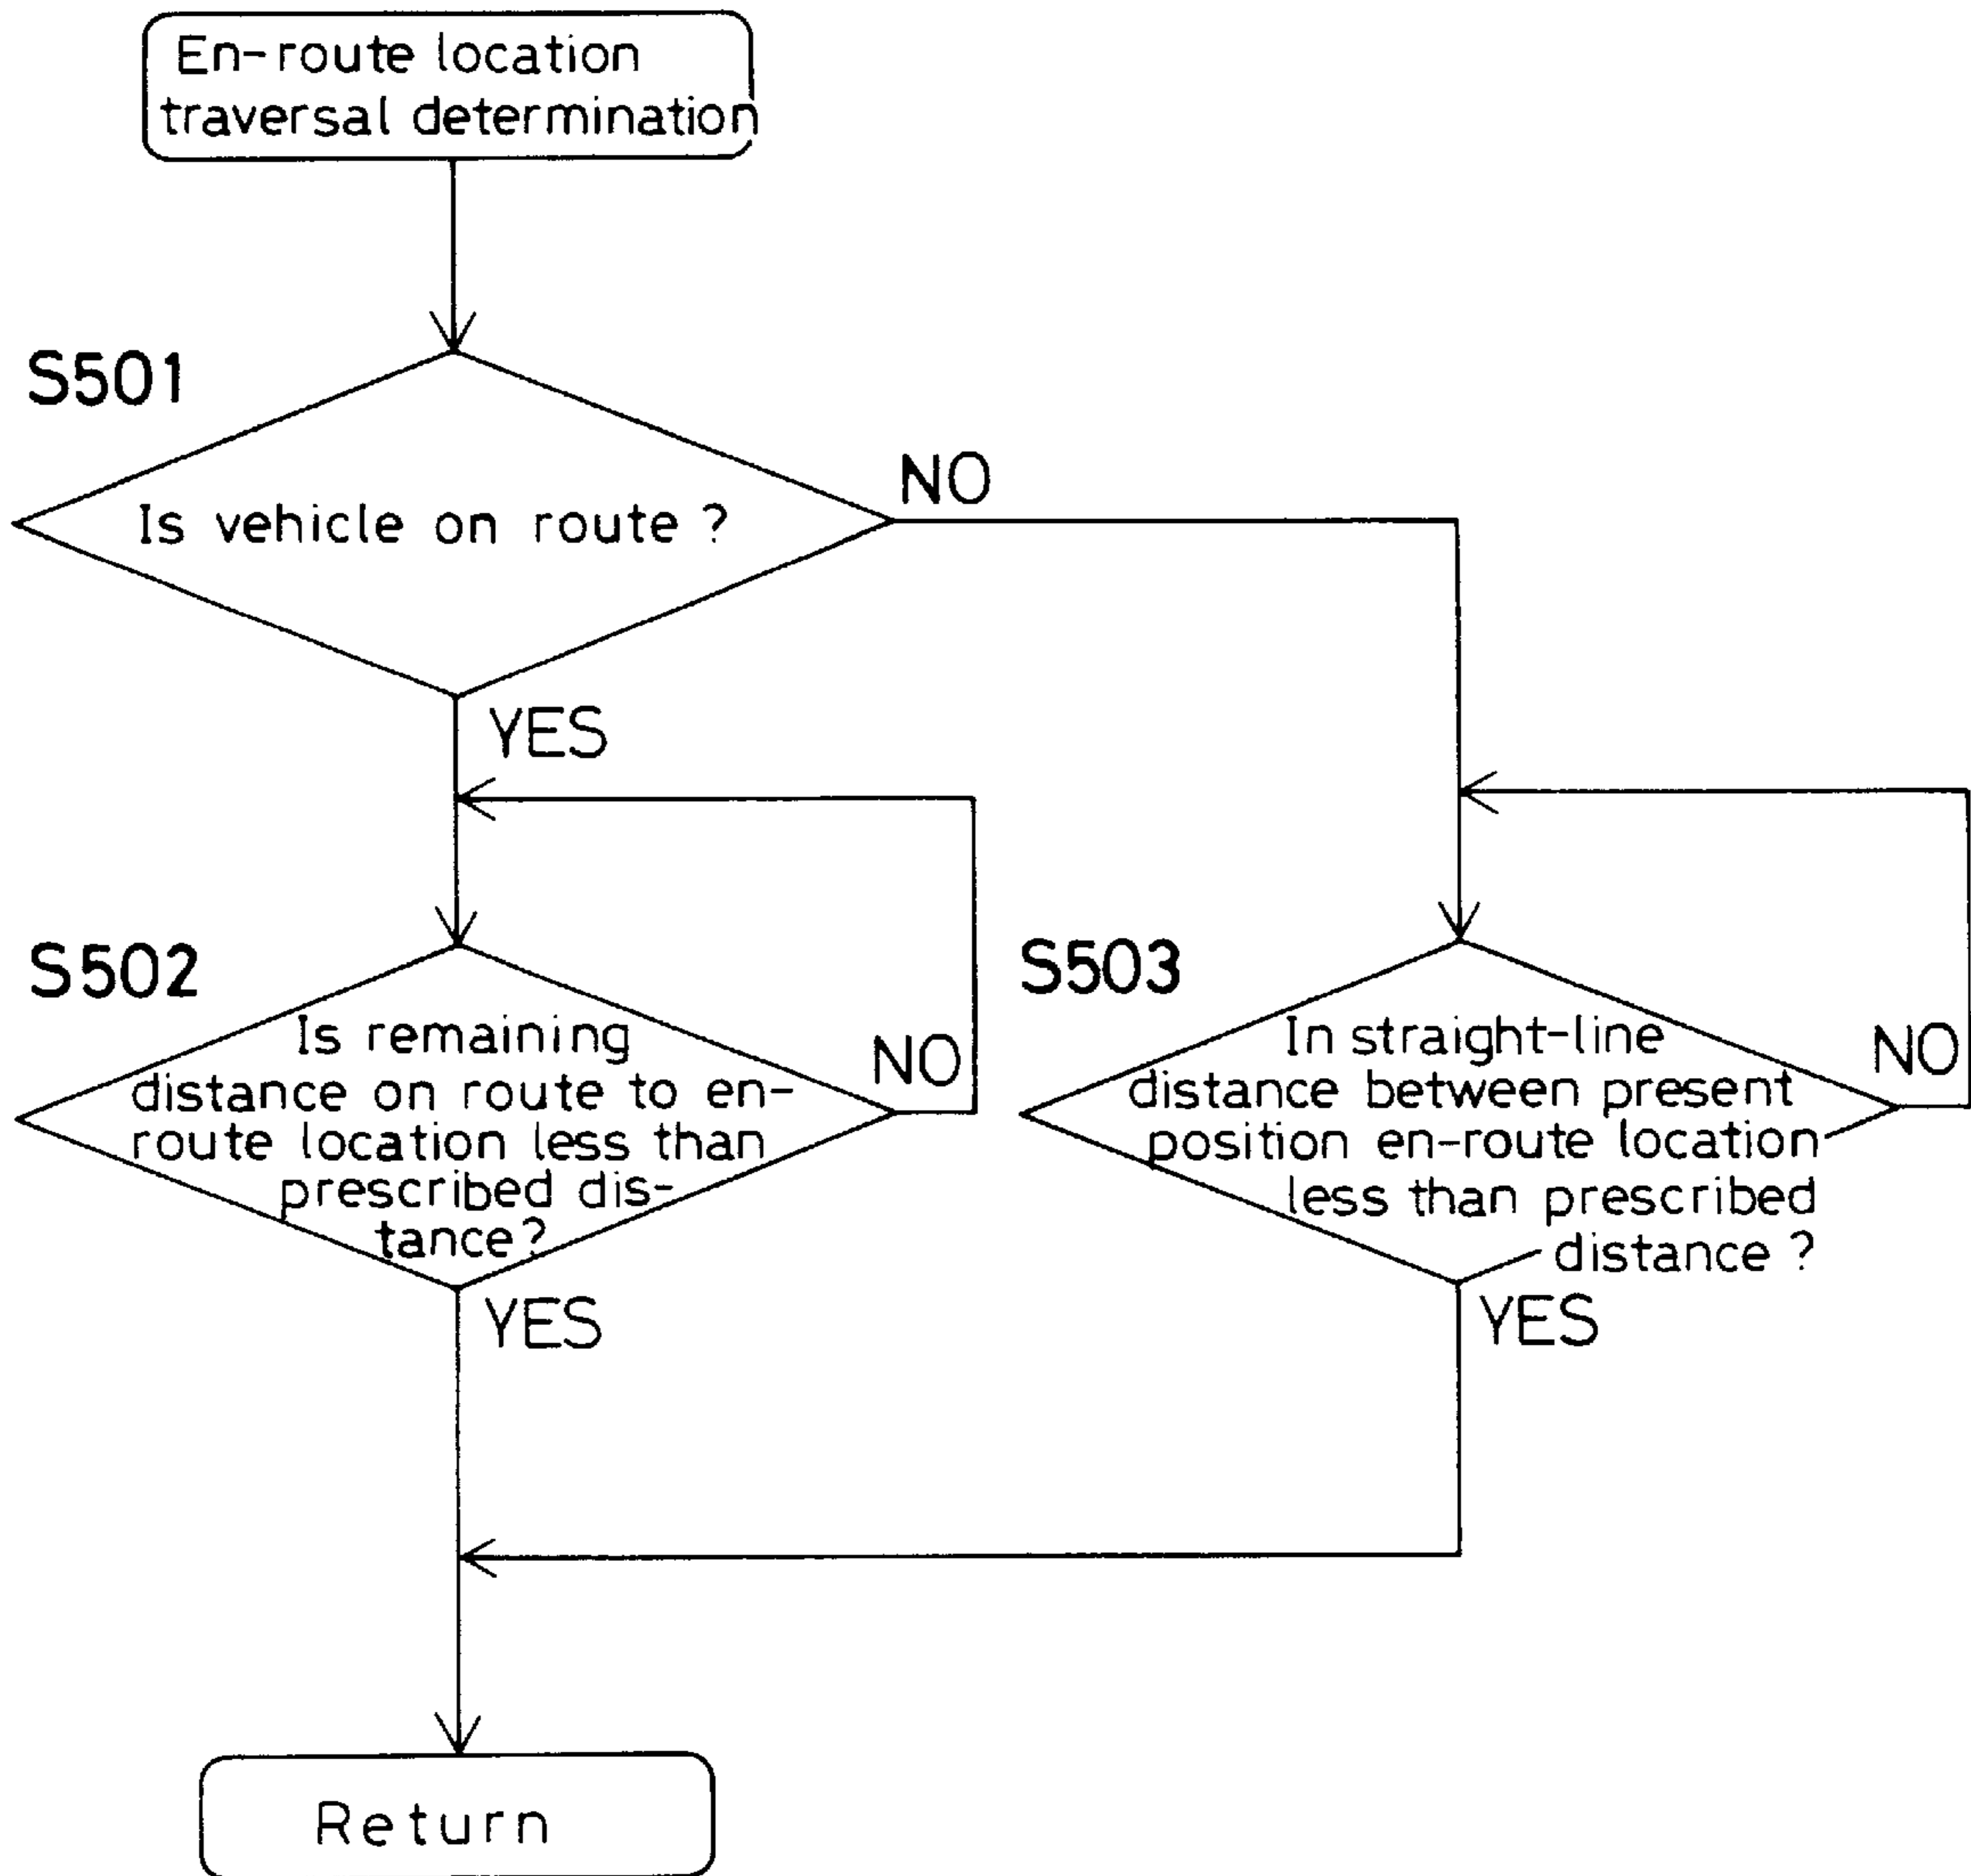 En-route location
traversal determination
S501
Is vehicle on route ?
NO
YES
S502
Is remaining
distance on route to en-
route location less than
prescribed dis-
tance?
NO
YES
S503
In straight-line
distance between present
position en-route location
less than prescribed
distance ?
NO
YES
Return